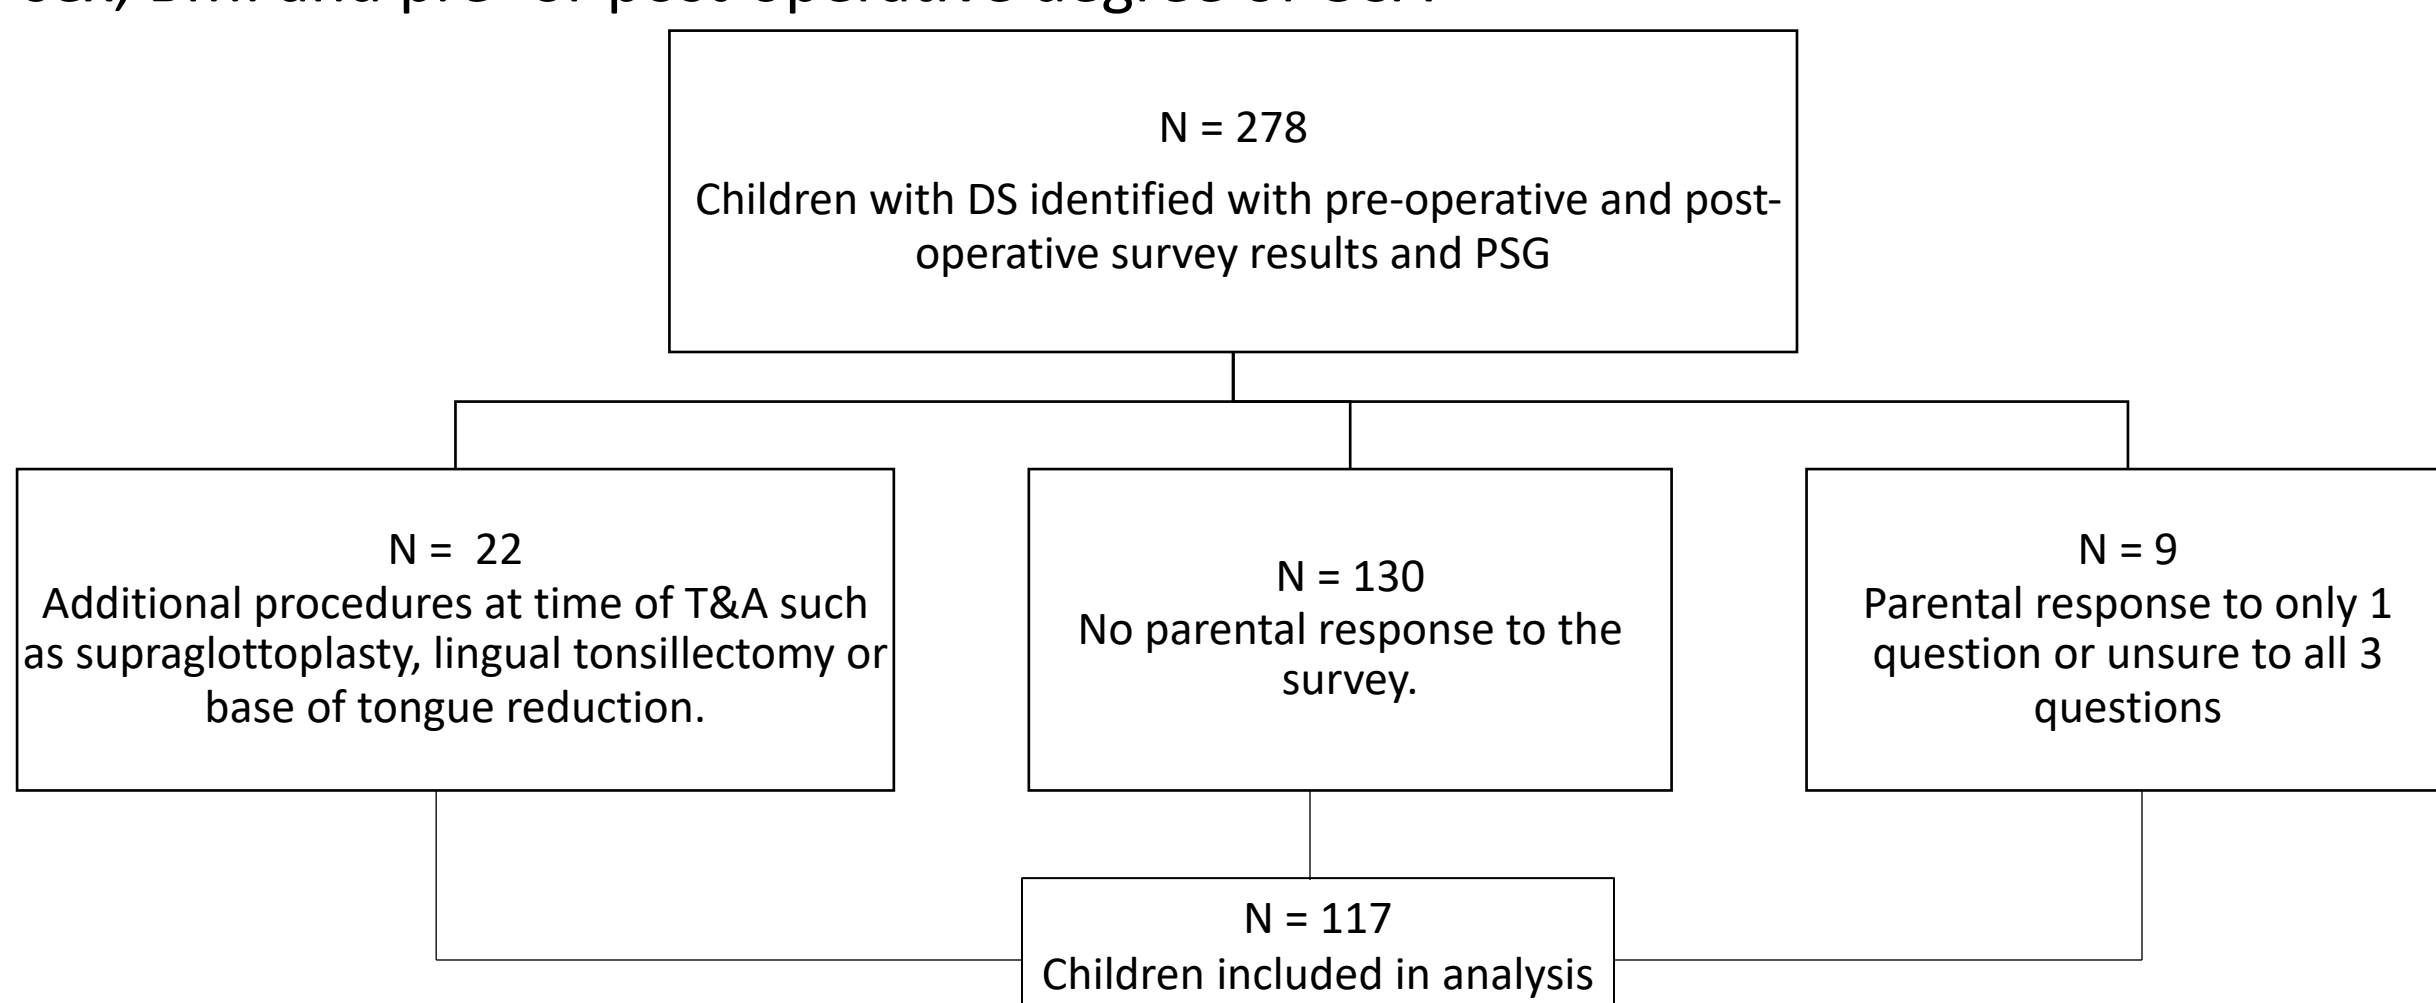 N = 278
Children with DS identified with pre-operative and post-
operative survey results and PSG
N = 22
Additional procedures at time of T&A such
as supraglottoplasty, lingual tonsillectomy or
base of tongue reduction.
N = 130
No parental response to the
survey.
N = 9
Parental response to only 1
question or unsure to all 3
questions
N = 117
Children included in analysis